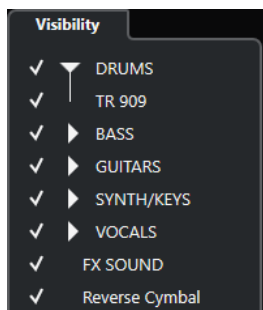 Visibility
DRUMS
TR 909
BASS
GUITARS
SYNTH/KEYS
VOCALS
FX SOUND
Reverse Cymbal